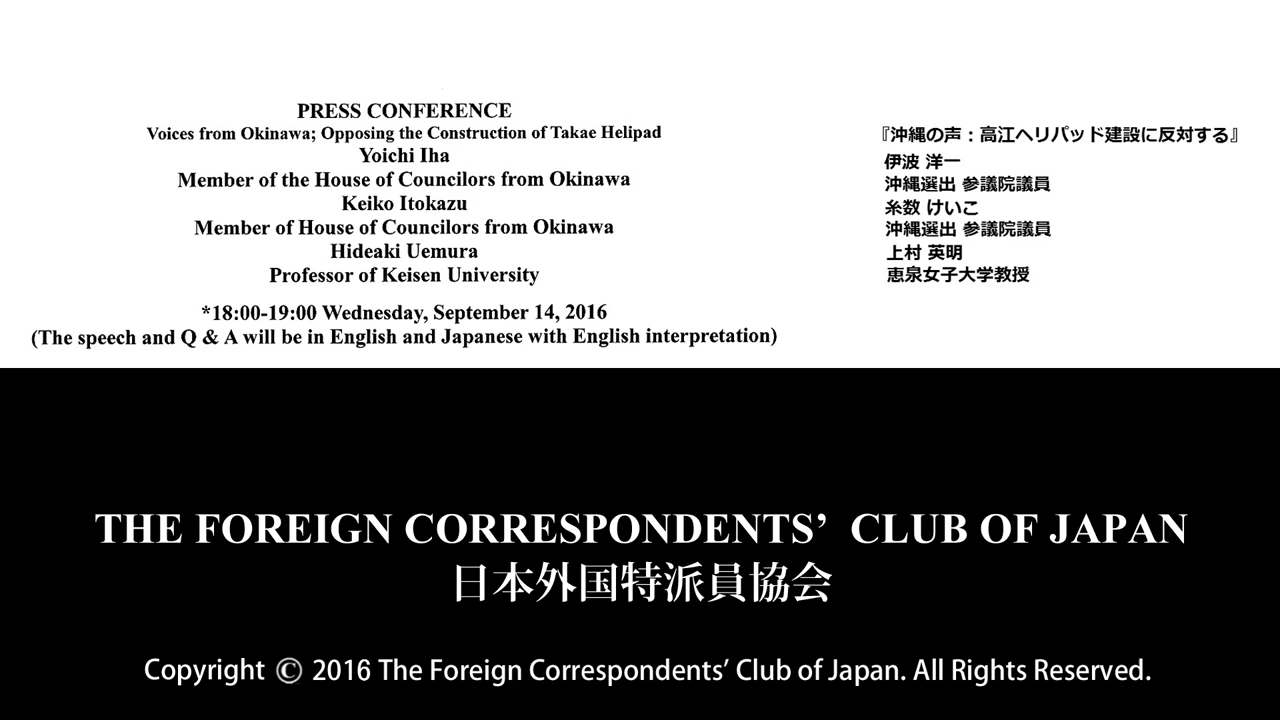 PRESS CONFERENCE
Voices from Okinawa; Opposing the Construction of Takae Helipad
Yoichi Iha
Member of the House of Councilors from Okinawa
Keiko Itokazu
Member of House of Councilors from Okinawa
Hideaki Uemura
Professor of Keisen University
*18:00-19:00 Wednesday, September 14, 2016
(The speech and Q & A will be in English and Japanese with English interpretation)
『沖縄の声：高江ヘリパッド建設に反対する』
伊波 洋一
沖縄選出 参議院議員
糸数 けいこ
沖縄選出 参議院議員
上村 英明
恵泉女子大学教授
THE FOREIGN CORRESPONDENTS’ CLUB OF JAPAN
日本外国特派員協会
Copyright © 2016 The Foreign Correspondents’ Club of Japan. All Rights Reserved.